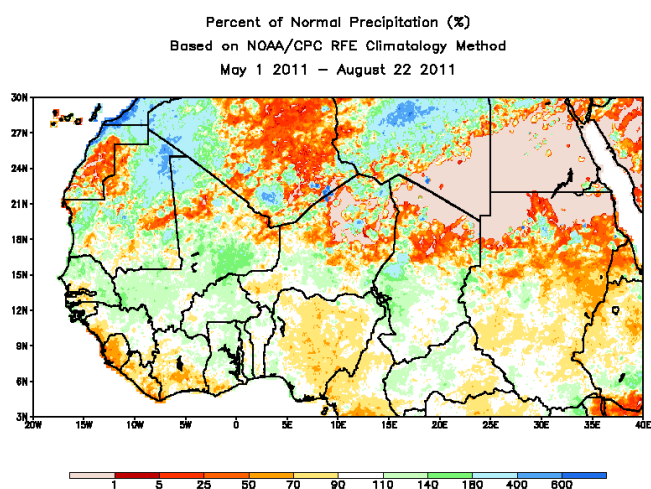 Percent of Normal Precipitation (%)
Based on NOAA/CPC RFE Climatology Method
May 1 2011 – August 22 2011
30N
27N
24N
21N
18N
15N
12N
9N
6N
3N
20W 15W 10W 5W 0 5E 10E 15E 20E 25E 30E 35E 40E
1 5 25 50 70 90 110 140 180 400 600